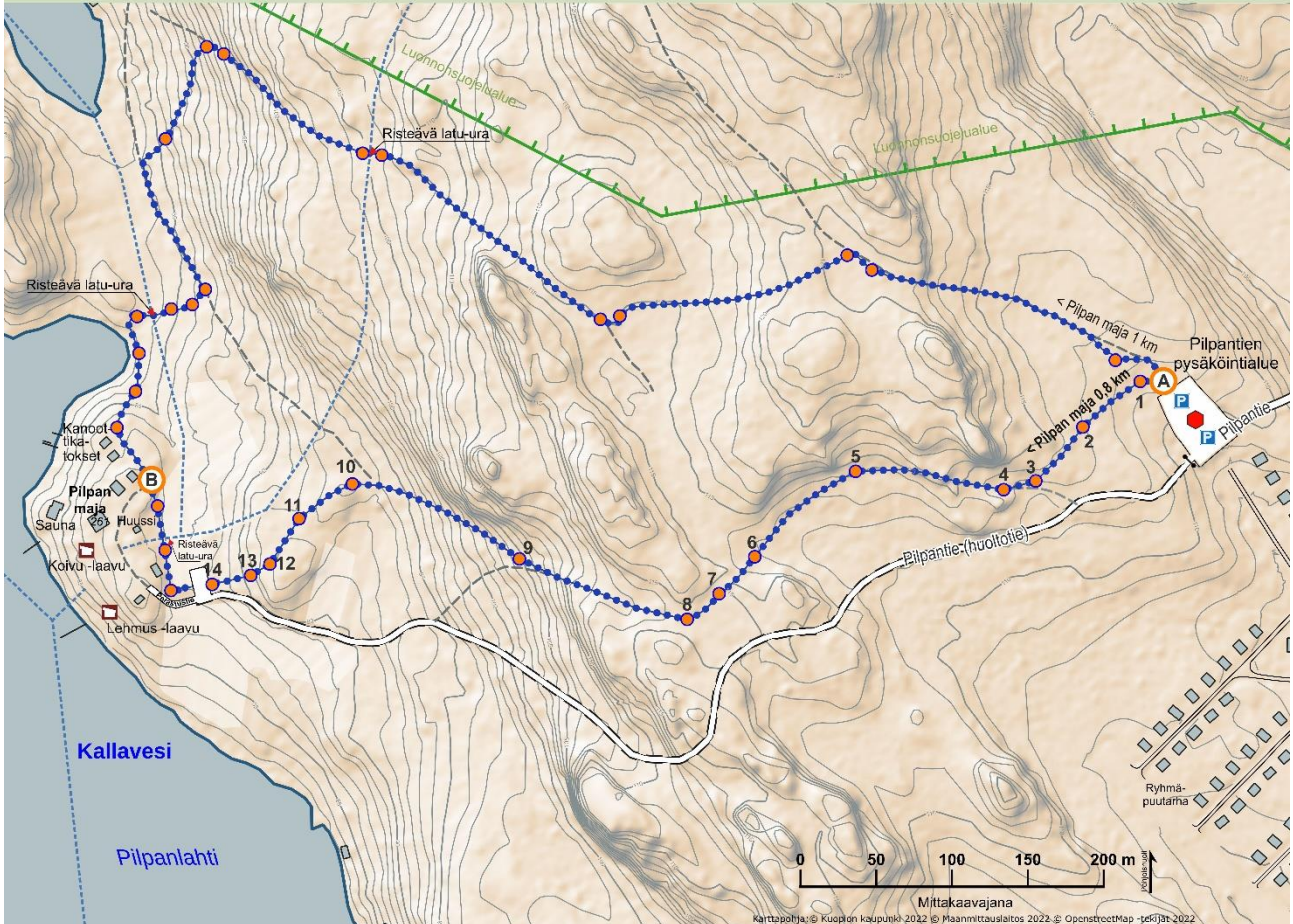 Luonnonsuojelualue
Risteävä latu-ura
Luonnonsuojelualue
< Pilpan maja 1 km
Pilpantien
pysäköintialue
Risteävä latu-ura
A
P
P
Pilpantie
< Pilpan maja 0,8 km
1
2
3
4
5
6
7
8
9
10
11
12
13
14
Kanoot-
tika-
tokset
B
Pilpan
maja
26
Sauna
Huussi
Risteävä
latu-ura
Koivu -laavu
Lehmus -laavu
Pilpantie (huoltotie)
Kallavesi
Pilpanlahti
Ryhmä-
puutarha
0 50 100 150 200 m
Mittakaavajana
Karttapohja: © Kuopion kaupunki 2022 © Maanmittauslaitos 2022 © OpenstreetMap -tekijät 2022